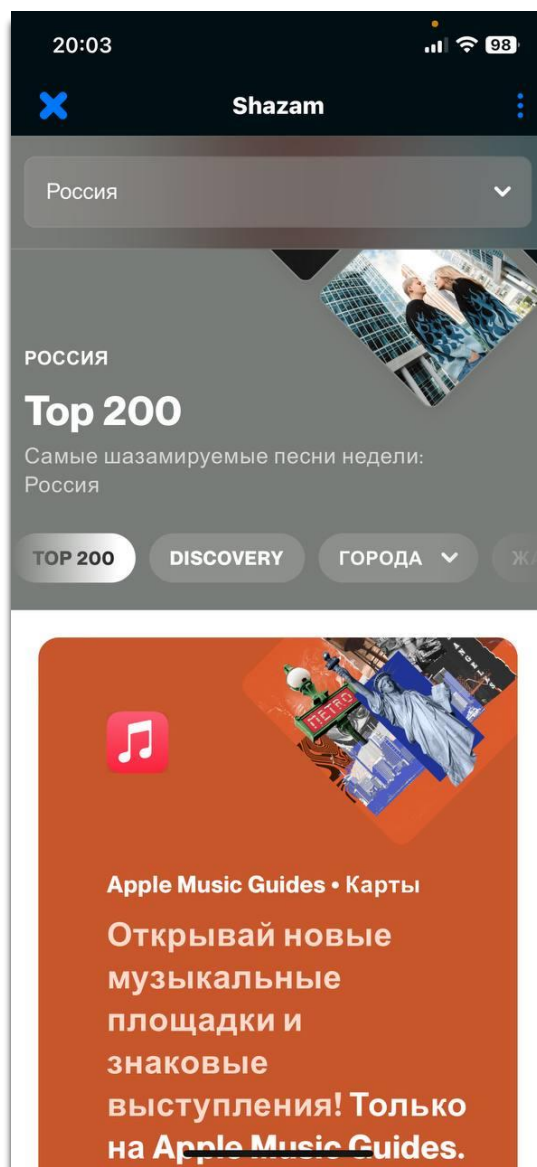 20:03
98
Shazam
Россия
РОССИЯ
Top 200
Самые шазамируемые песни недели:
Россия
TOP 200
DISCOVERY
ГОРОДА
METRO
Apple Music Guides • Карты
Открывай новые
музыкальные
площадки и
знаковые
выступления! Только
на Apple Music Guides.